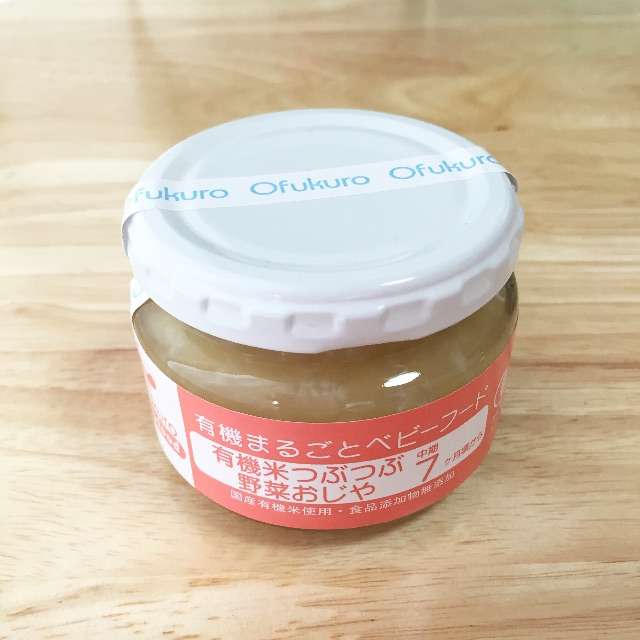 Ofukuro Ofukuro Ofukuro
有機まるごとベビーフード
有機米つぶつぶ
野菜おじや
中期
7ヶ月頃から
国産有機米使用・食品添加物無添加